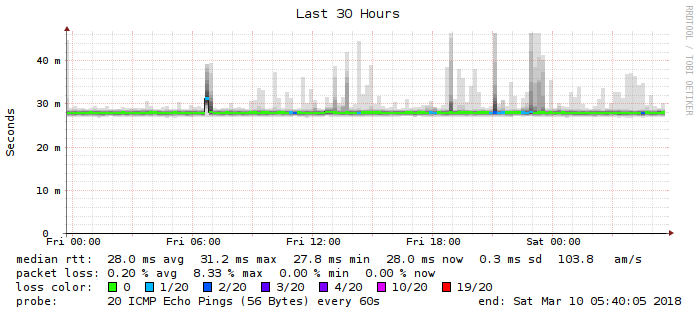 Last 30 Hours
RRDTOOL / TOBI OETIKER
Seconds
40 m
30 m
20 m
10 m
0
Fri 00:00 Fri 06:00 Fri 12:00 Fri 18:00 Sat 00:00
median rtt: 28.0 ms avg 31.2 ms max 27.8 ms min 28.0 ms now 0.3 ms sd 103.8 am/s
packet loss: 0.20 % avg 8.33 % max 0.00 % min 0.00 % now
loss color: 0 1/20 2/20 3/20 4/20 10/20 19/20
probe: 20 ICMP Echo Pings (56 Bytes) every 60s end: Sat Mar 10 05:40:05 2018